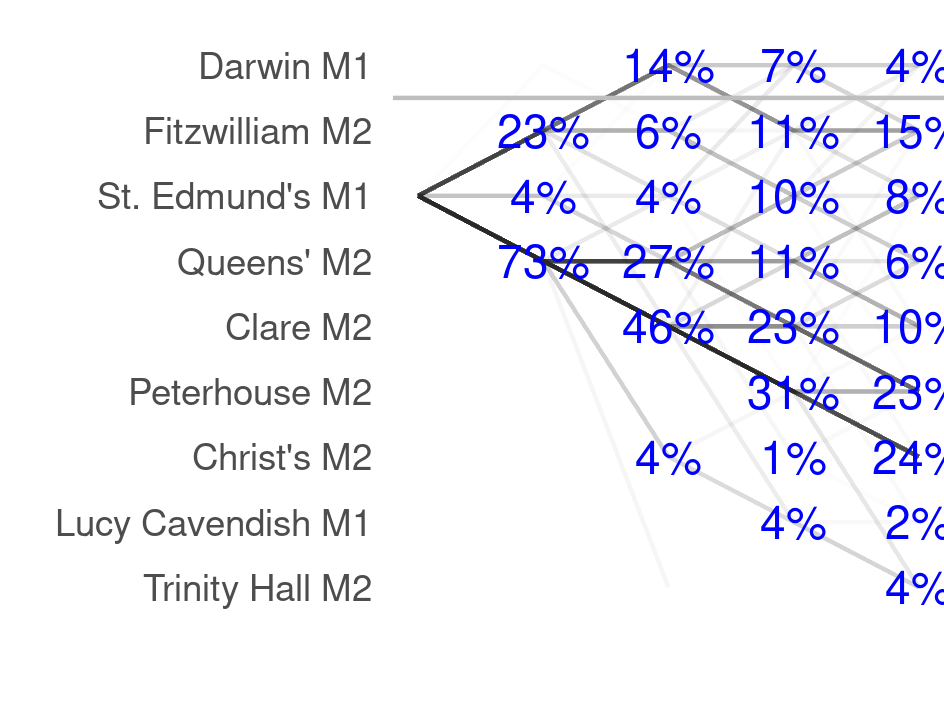 Darwin M1 14% 7% 4%
Fitzwilliam M2 23% 6% 11% 15%
St. Edmund's M1 4% 4% 10% 8%
Queens' M2 73% 27% 11% 6%
Clare M2 46% 23% 10%
Peterhouse M2 31% 23%
Christ's M2 4% 1% 24%
Lucy Cavendish M1 4% 2%
Trinity Hall M2 4%